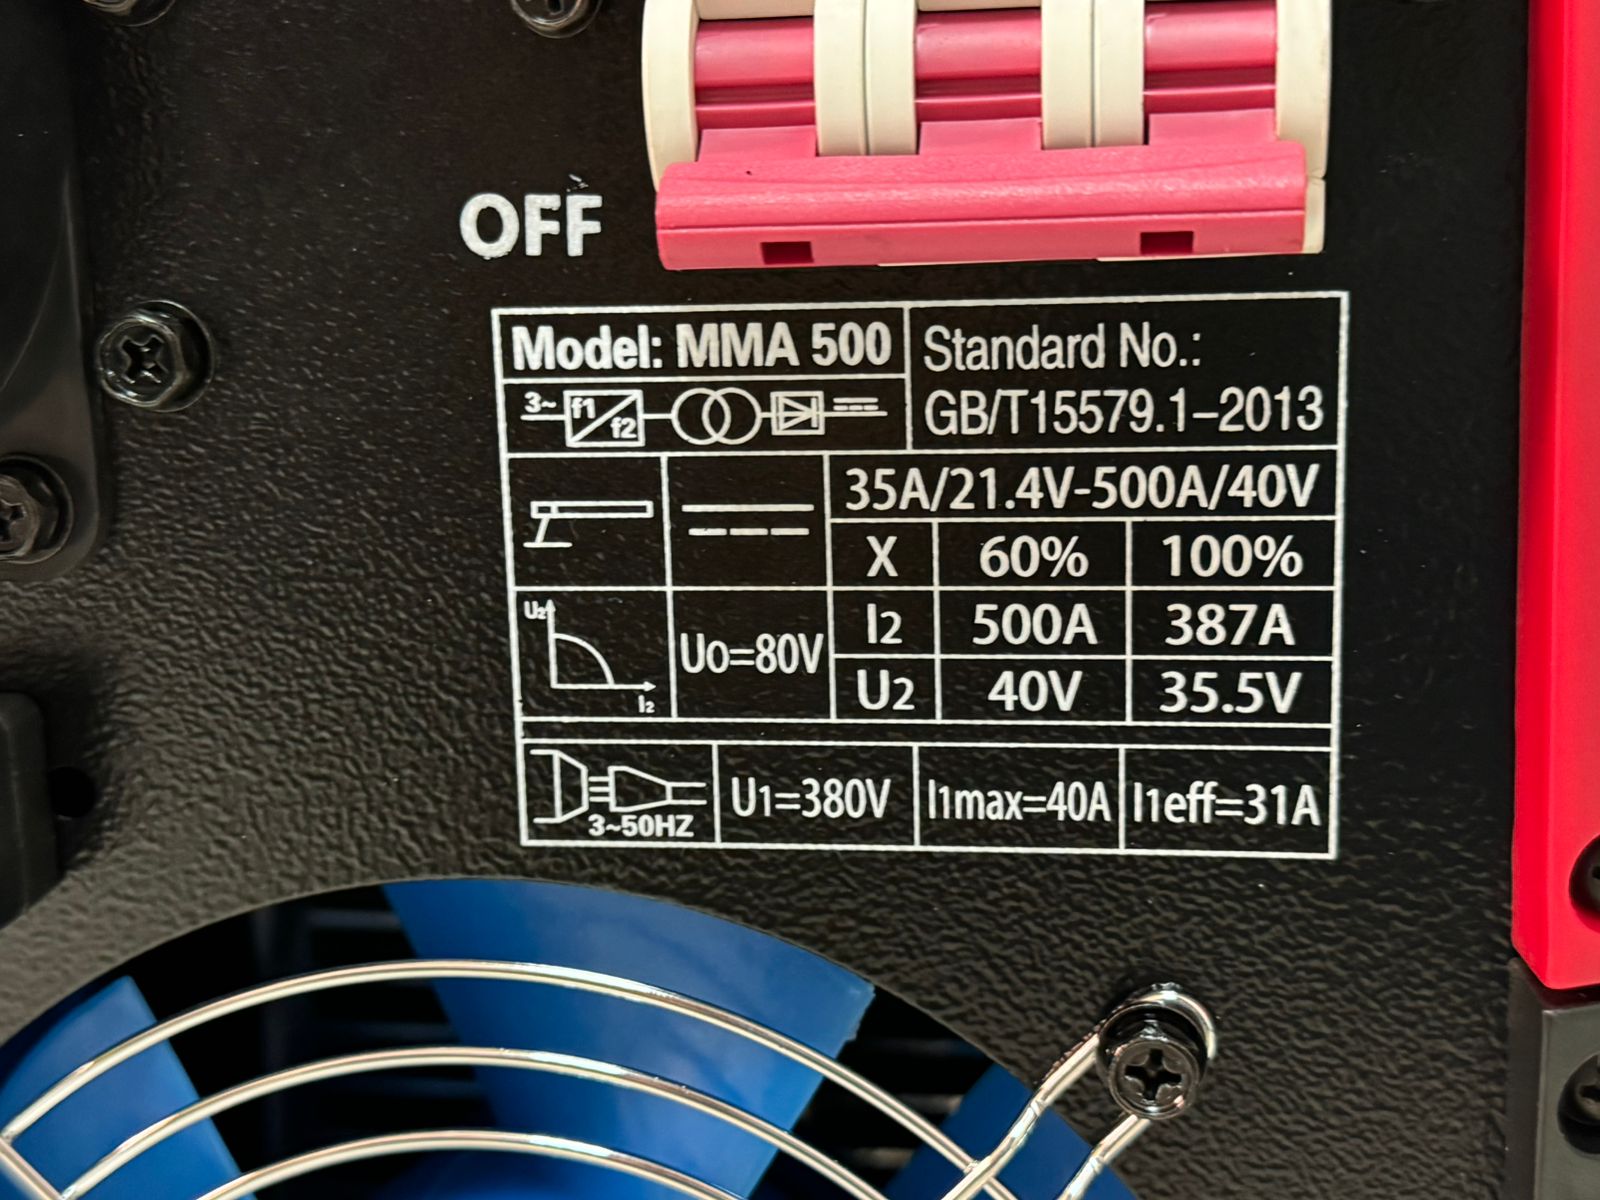 OFF
Model: MMA 500
Standard No.:
GB/T15579.1-2013
3~ f1 f2
35A/21.4V-500A/40V
X 60% 100%
U2 I2
Uo=80V
I2 500A 387A
U2 40V 35.5V
3~50HZ
U1=380V I1max=40A I1eff=31A